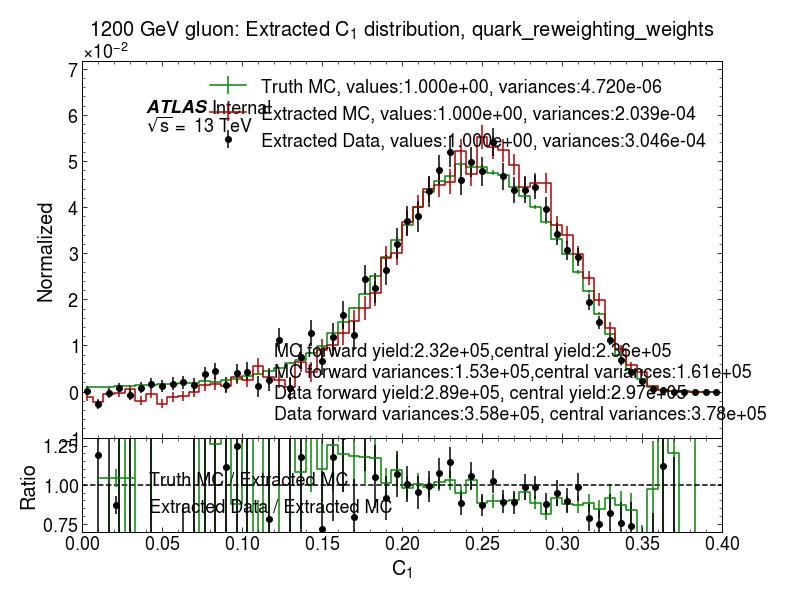 1200 GeV gluon: Extracted C1 distribution, quark_reweighting_weights
×10−2
Truth MC, values:1.000e+00, variances:4.720e-06
ATLAS Internal
Extracted MC, values:1.000e+00, variances:2.039e-04
√s = 13 TeV
Extracted Data, values:1.000e+00, variances:3.046e-04
7
6
5
4
3
2
1
0
Normalized
MC forward yield:2.32e+05,central yield:2.36e+05
MC forward variances:1.53e+05,central variances:1.61e+05
Data forward yield:2.89e+05, central yield:2.97e+05
Data forward variances:3.58e+05, central variances:3.78e+05
1.25
1.00
0.75
Ratio
Truth MC / Extracted MC
Extracted Data / Extracted MC
0.00 0.05 0.10 0.15 0.20 0.25 0.30 0.35 0.40
C1